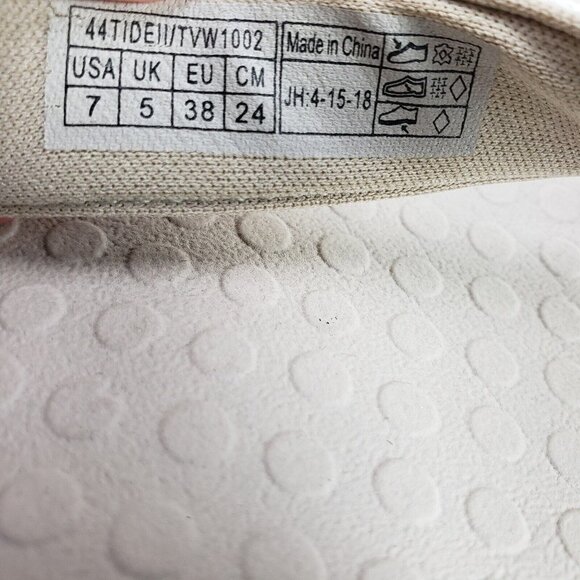 44TIDEII/TVW1002
Made in China
USA UK EU CM
7 5 38 24
JH:4-15-18